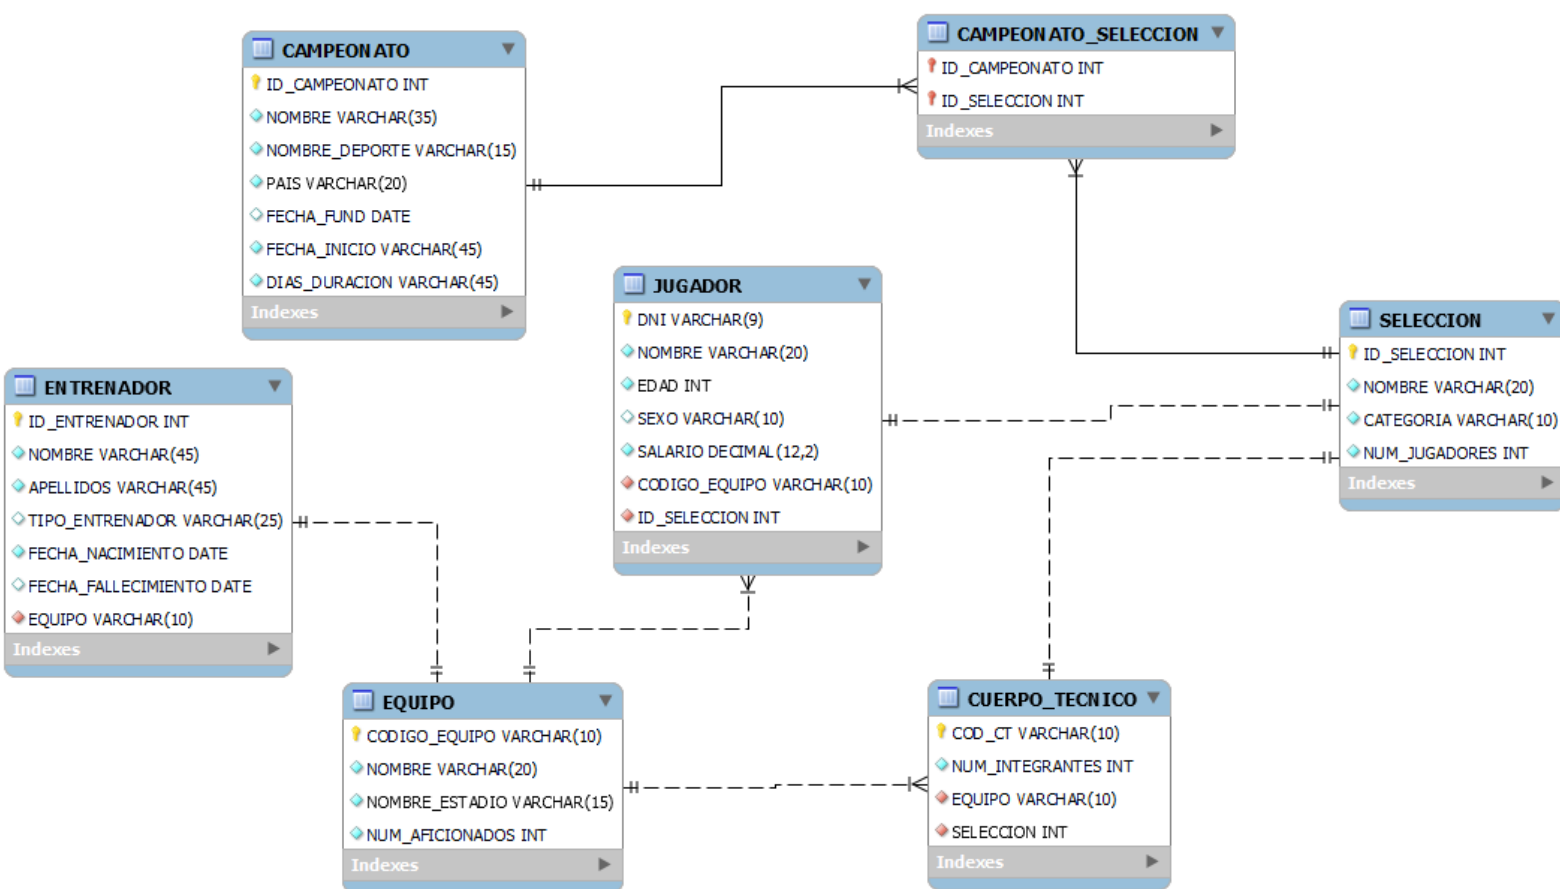 CAMPEONATO
ID_CAMPEONATO INT
NOMBRE VARCHAR(35)
NOMBRE_DEPORTE VARCHAR(15)
PAIS VARCHAR(20)
FECHA_FUND DATE
FECHA_INICIO VARCHAR(45)
DIAS_DURACION VARCHAR(45)
Indexes
CAMPEONATO_SELECCION
ID_CAMPEONATO INT
ID_SELECCION INT
Indexes
JUGADOR
DNI VARCHAR(9)
NOMBRE VARCHAR(20)
EDAD INT
SEXO VARCHAR(10)
SALARIO DECIMAL(12,2)
CODIGO_EQUIPO VARCHAR(10)
ID_SELECCION INT
Indexes
SELECCION
ID_SELECCION INT
NOMBRE VARCHAR(20)
CATEGORIA VARCHAR(10)
NUM_JUGADORES INT
Indexes
ENTRENADOR
ID_ENTRENADOR INT
NOMBRE VARCHAR(45)
APELLIDOS VARCHAR(45)
TIPO_ENTRENADOR VARCHAR(25)
FECHA_NACIMIENTO DATE
FECHA_FALLECIMIENTO DATE
EQUIPO VARCHAR(10)
Indexes
EQUIPO
CODIGO_EQUIPO VARCHAR(10)
NOMBRE VARCHAR(20)
NOMBRE_ESTADIO VARCHAR(15)
NUM_AFICIONADOS INT
Indexes
CUERPO_TECNICO
COD_CT VARCHAR(10)
NUM_INTEGRANTES INT
EQUIPO VARCHAR(10)
SELECCION INT
Indexes